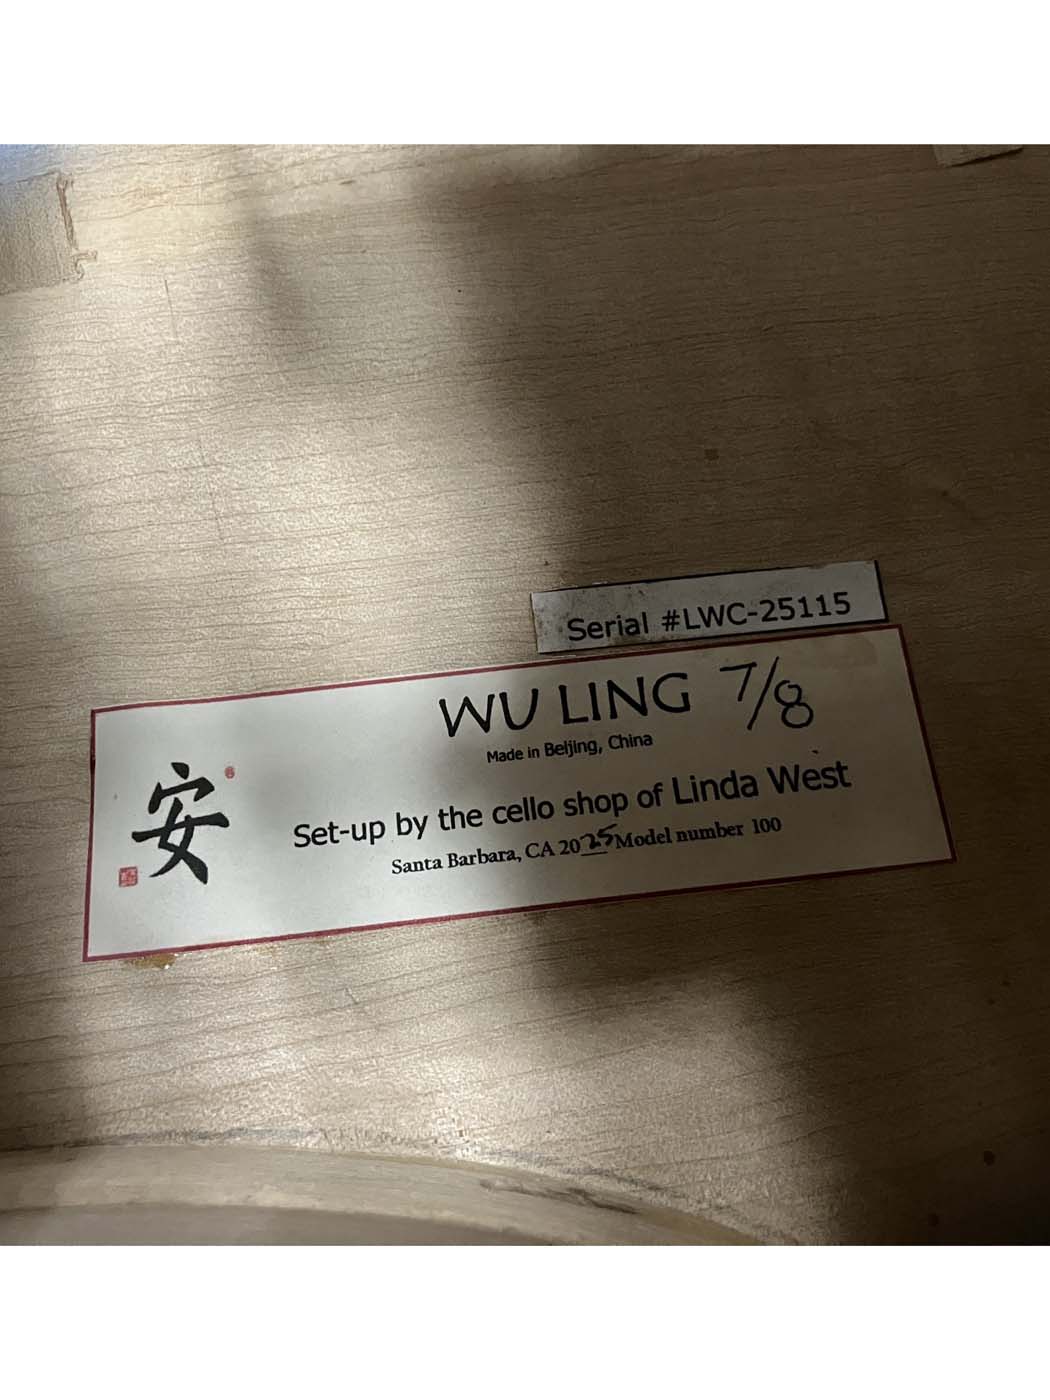 Serial #LWC-25115
WU LING 7/8
Made in Beijing, China
安
Set-up by the cello shop of Linda West
Santa Barbara, CA 2025 Model number 100